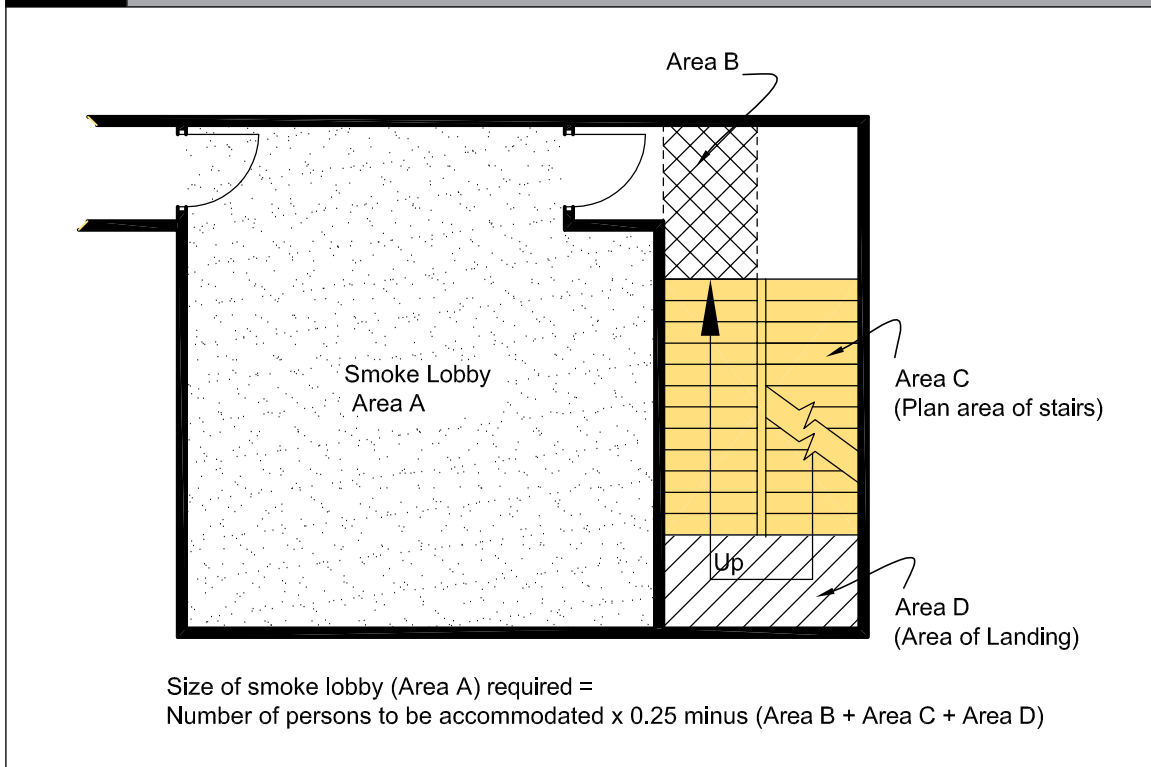 Area B
Smoke Lobby
Area A
Area C
(Plan area of stairs)
Up
Area D
(Area of Landing)
Size of smoke lobby (Area A) required =
Number of persons to be accommodated x 0.25 minus (Area B + Area C + Area D)